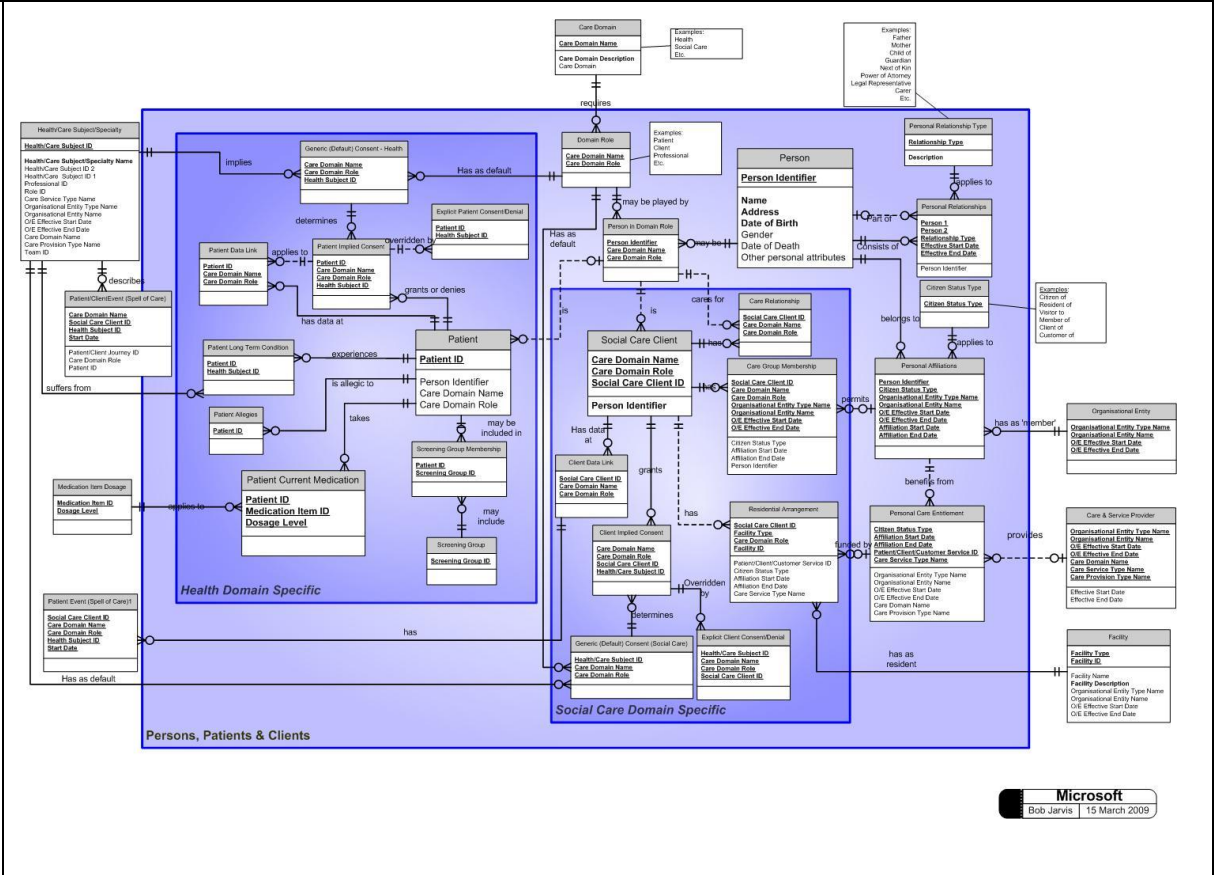 Care Domain
Care Domain Name
Care Domain Description
Care Domain
Examples:
Health
Social Care
Etc.
Examples:
Father
Mother
Child of
Guardian
Next of Kin
Power of Attorney
Legal Representative
Carer
Etc.
requires
Health/Care Subject/Specialty
Health/Care Subject ID
Health/Care Subject/Specialty Name
Health/Care Subject ID 2
Health/Care Subject ID 1
Professional ID
Role ID
Care Service Type Name
Organisational Entity Type Name
Organisational Entity Name
O/E Effective Start Date
O/E Effective End Date
Care Domain Name
Care Provision Type Name
Team ID
implies
Generic (Default) Consent - Health
Care Domain Name
Care Domain Role
Health Subject ID
Has as default
Domain Role
Care Domain Name
Care Domain Role
Examples:
Patient
Client
Professional
Etc.
Person
Person Identifier
Name
Address
Date of Birth
Gender
Date of Death
Other personal attributes
Personal Relationship Type
Relationship Type
Description
applies to
Personal Relationships
Person 1
Person 2
Relationship Type
Effective Start Date
Effective End Date
Person Identifier
Part of
Consists of
may be played by
Person in Domain Role
Person Identifier
Care Domain Name
Care Domain Role
may be
Has as
default
determines
Explicit Patient Consent/Denial
Patient ID
Health Subject ID
overridden by
Patient Data Link
Patient ID
Care Domain Name
Care Domain Role
applies to
Patient Implied Consent
Patient ID
Care Domain Name
Care Domain Role
Health Subject ID
grants or denies
has data at
describes
Patient/ClientEvent (Spell of Care)
Care Domain Name
Social Care Client ID
Health Subject ID
Start Date
Patient/Client Journey ID
Care Domain Role
Patient ID
Patient Long Term Condition
Patient ID
Health Subject ID
experiences
suffers from
is allegic to
Patient Allegies
Patient ID
takes
Patient
Patient ID
Person Identifier
Care Domain Name
Care Domain Role
is
is
cares for
may be
included in
Screening Group Membership
Patient ID
Screening Group ID
may
include
Screening Group
Screening Group ID
Patient Current Medication
Patient ID
Medication Item ID
Dosage Level
Medication Item Dosage
Medication Item ID
Dosage Level
applies to
Health Domain Specific
Patient Event (Spell of Care)1
Social Care Client ID
Care Domain Name
Care Domain Role
Health Subject ID
Start Date
has
Has as default
Care Relationship
Social Care Client ID
Care Domain Name
Care Domain Role
has
Social Care Client
Care Domain Name
Care Domain Role
Social Care Client ID
Person Identifier
has
Care Group Membership
Social Care Client ID
Care Domain Name
Care Domain Role
Organisational Entity Type Name
Organisational Entity Name
O/E Effective Start Date
O/E Effective End Date
Citizen Status Type
Affiliation Start Date
Affiliation End Date
Person Identifier
permits
Has data
at
Client Data Link
Social Care Client ID
Care Domain Name
Care Domain Role
grants
has
Residential Arrangement
Social Care Client ID
Facility Type
Care Domain Role
Facility ID
Patient/Client/Customer Service ID
Citizen Status Type
Affiliation Start Date
Affiliation End Date
Care Service Type Name
funded by
Client Implied Consent
Care Domain Name
Care Domain Role
Social Care Client ID
Health/Care Subject ID
Overridden
by
determines
Generic (Default) Consent (Social Care)
Health/Care Subject ID
Care Domain Name
Care Domain Role
Explicit Client Consent/Denial
Health/Care Subject ID
Care Domain Name
Care Domain Role
Social Care Client ID
Social Care Domain Specific
Citizen Status Type
Citizen Status Type
Examples:
Citizen of
Resident of
Visitor to
Member of
Client of
Customer of
belongs to
applies to
Personal Affiliations
Person Identifier
Citizen Status Type
Organisational Entity Type Name
Organisational Entity Name
O/E Effective Start Date
O/E Effective End Date
Affiliation Start Date
Affiliation End Date
has as 'member'
Organisational Entity
Organisational Entity Type Name
Organisational Entity Name
O/E Effective Start Date
O/E Effective End Date
benefits from
Personal Care Entitlement
Citizen Status Type
Affiliation Start Date
Affiliation End Date
Patient/Client/Customer Service ID
Care Service Type Name
Organisational Entity Type Name
Organisational Entity Name
O/E Effective Start Date
O/E Effective End Date
Care Domain Name
Care Provision Type Name
provides
Care & Service Provider
Organisational Entity Type Name
Organisational Entity Name
O/E Effective Start Date
O/E Effective End Date
Care Domain Name
Care Service Type Name
Care Provision Type Name
Effective Start Date
Effective End Date
has as
resident
Facility
Facility Type
Facility ID
Facility Name
Facility Description
Organisational Entity Type Name
Organisational Entity Name
O/E Effective Start Date
O/E Effective End Date
Persons, Patients & Clients
Microsoft
Bob Jarvis 15 March 2009